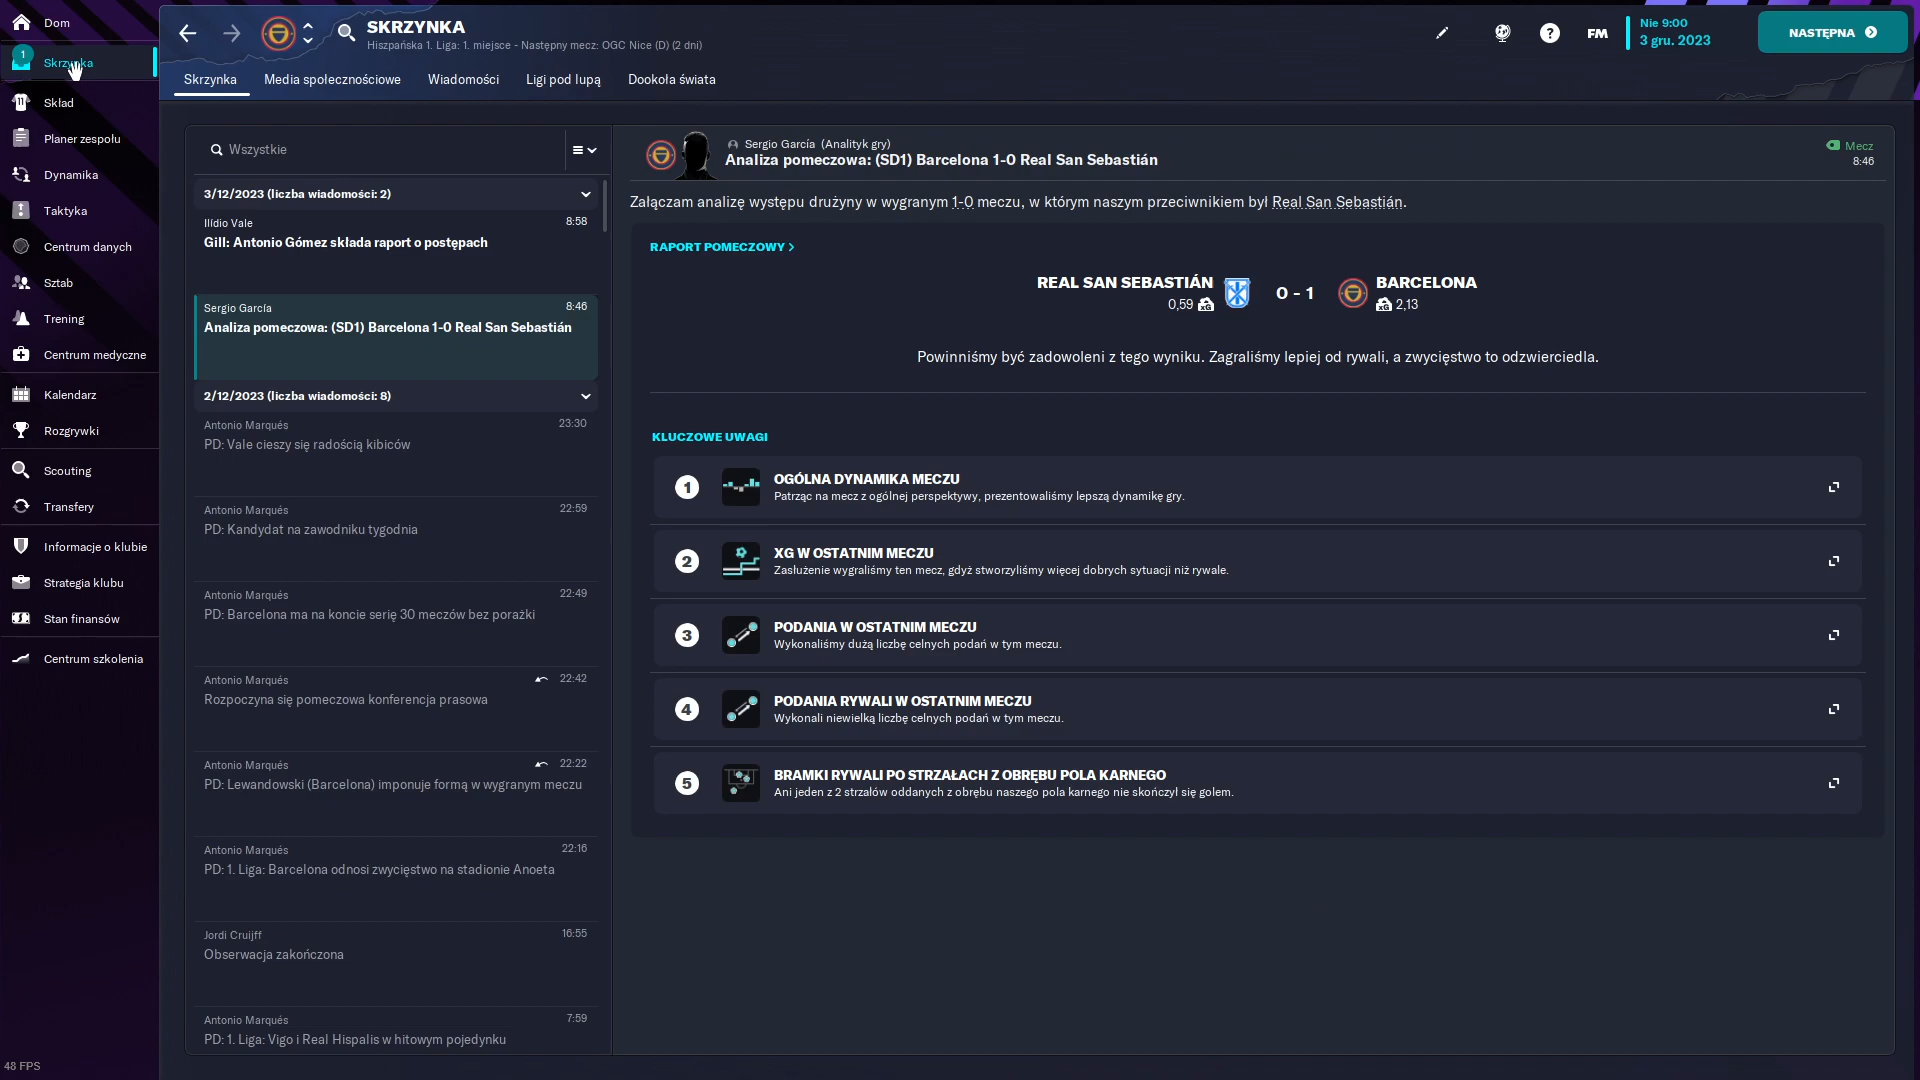 Dom
1
Skrzynka
Skład
Planer zespołu
Dynamika
Taktyka
Centrum danych
Sztab
Trening
Centrum medyczne
Kalendarz
Rozgrywki
Scouting
Transfery
Informacje o klubie
Strategia klubu
Stan finansów
Centrum szkolenia
48 FPS
SKRZYNKA
Hiszpańska 1. Liga: 1. miejsce - Następny mecz: OGC Nice (D) (2 dni)
FM
Nie 9:00
3 gru. 2023
NASTĘPNA
Skrzynka Media społecznościowe Wiadomości Ligi pod lupą Dookoła świata
Wszystkie
3/12/2023 (liczba wiadomości: 2)
Ilídio Vale 8:58
Gill: Antonio Gómez składa raport o postępach
Sergio García 8:46
Analiza pomeczowa: (SD1) Barcelona 1-0 Real San Sebastián
2/12/2023 (liczba wiadomości: 8)
Antonio Marqués 23:30
PD: Vale cieszy się radością kibiców
Antonio Marqués 22:59
PD: Kandydat na zawodniku tygodnia
Antonio Marqués 22:49
PD: Barcelona ma na koncie serię 30 meczów bez porażki
Antonio Marqués 22:42
Rozpoczyna się pomeczowa konferencja prasowa
Antonio Marqués 22:22
PD: Lewandowski (Barcelona) imponuje formą w wygranym meczu
Antonio Marqués 22:16
PD: 1. Liga: Barcelona odnosi zwycięstwo na stadionie Anoeta
Jordi Cruijff 16:55
Obserwacja zakończona
Antonio Marqués 7:59
PD: 1. Liga: Vigo i Real Hispalis w hitowym pojedynku
Sergio García (Analityk gry)
Analiza pomeczowa: (SD1) Barcelona 1-0 Real San Sebastián
Mecz
8:46
Załączam analizę występu drużyny w wygranym 1-0 meczu, w którym naszym przeciwnikiem był Real San Sebastián.
RAPORT POMECZOWY
REAL SAN SEBASTIÁN 0 - 1 BARCELONA
0,59 xG xG 2,13
Powinniśmy być zadowoleni z tego wyniku. Zagraliśmy lepiej od rywali, a zwycięstwo to odzwierciedla.
KLUCZOWE UWAGI
1 OGÓLNA DYNAMIKA MECZU
Patrząc na mecz z ogólnej perspektywy, prezentowaliśmy lepszą dynamikę gry.
2 XG W OSTATNIM MECZU
Zasłużenie wygraliśmy ten mecz, gdyż stworzyliśmy więcej dobrych sytuacji niż rywale.
3 PODANIA W OSTATNIM MECZU
Wykonaliśmy dużą liczbę celnych podań w tym meczu.
4 PODANIA RYWALI W OSTATNIM MECZU
Wykonali niewielką liczbę celnych podań w tym meczu.
5 BRAMKI RYWALI PO STRZAŁACH Z OBRĘBU POLA KARNEGO
Ani jeden z 2 strzałów oddanych z obrębu naszego pola karnego nie skończył się golem.